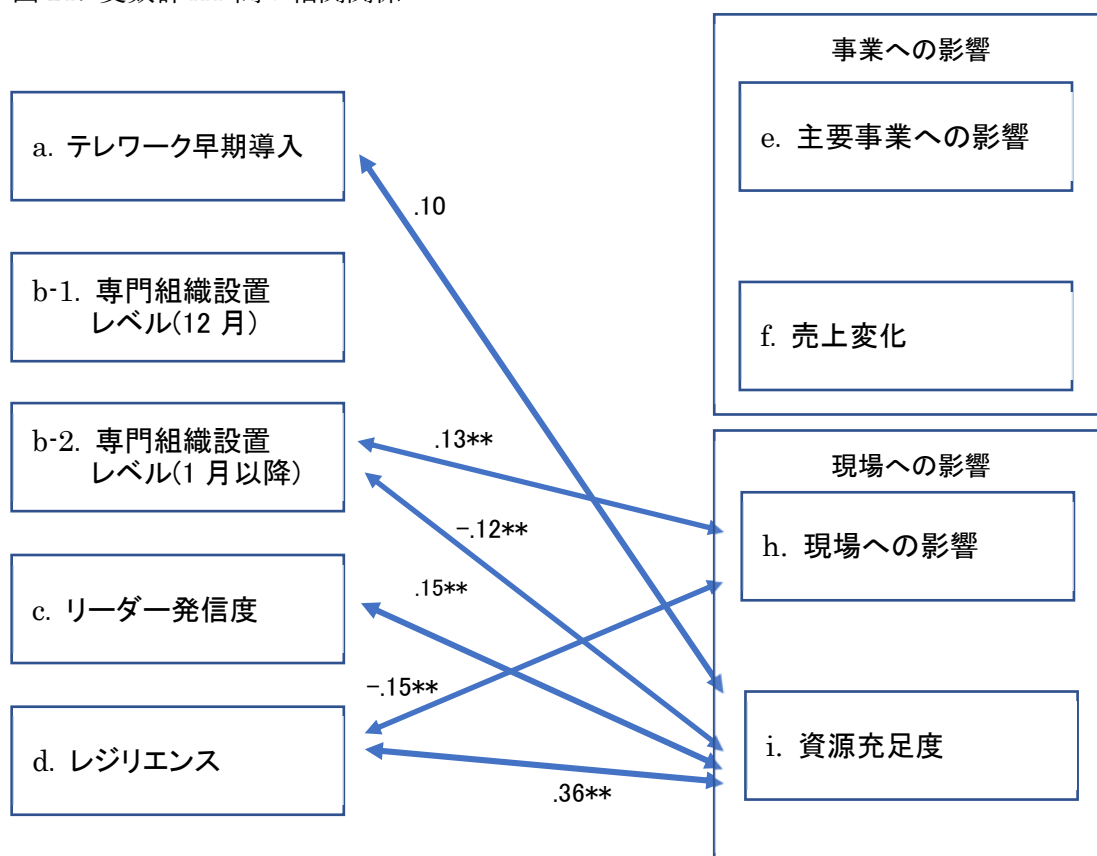 事業への影響
a. テレワーク早期導入
e. 主要事業への影響
.10
b-1. 専門組織設置
レベル(12 月)
f. 売上変化
b-2. 専門組織設置
レベル(1 月以降)
.13**
現場への影響
-.12**
h. 現場への影響
c. リーダー発信度
.15**
-.15**
d. レジリエンス
i. 資源充足度
.36**